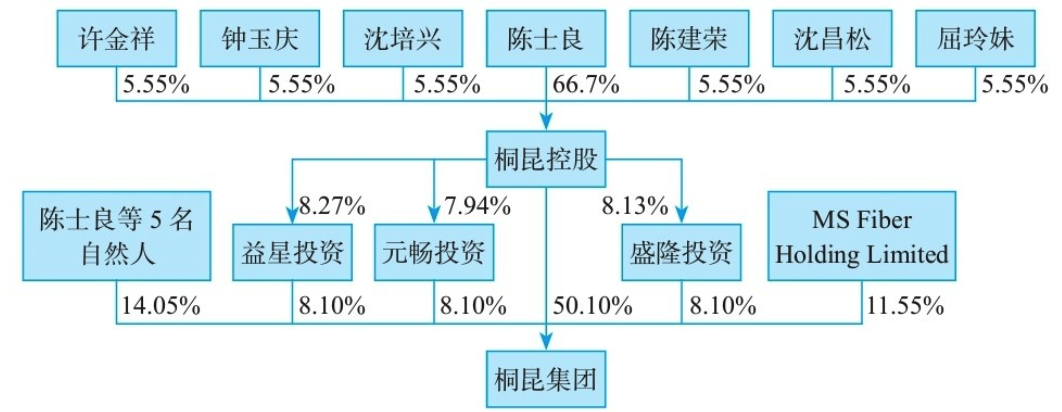 许金祥
钟玉庆
沈培兴
陈士良
陈建荣
沈昌松
屈玲妹
5.55%
5.55%
5.55%
66.7%
5.55%
5.55%
5.55%
桐昆控股
8.27%
7.94%
8.13%
陈士良等 5 名
自然人
益星投资
元畅投资
盛隆投资
MS Fiber
Holding Limited
14.05%
8.10%
8.10%
50.10%
8.10%
11.55%
桐昆集团